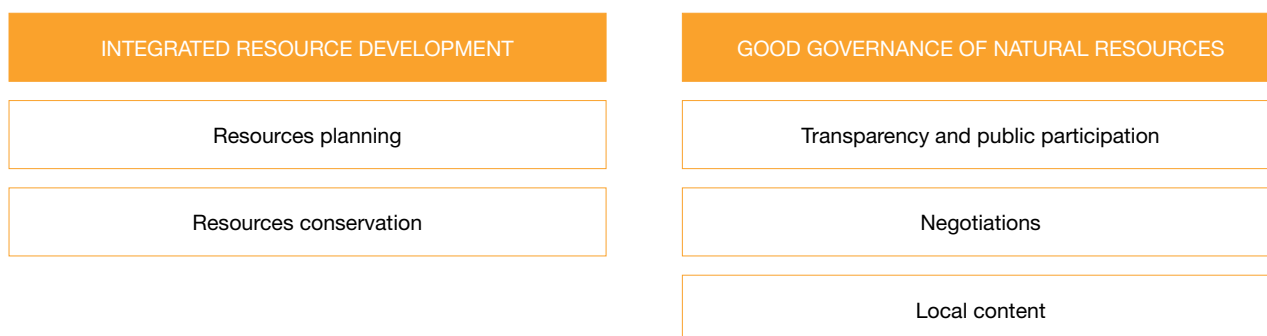 INTEGRATED RESOURCE DEVELOPMENT
Resources planning
Resources conservation
GOOD GOVERNANCE OF NATURAL RESOURCES
Transparency and public participation
Negotiations
Local content